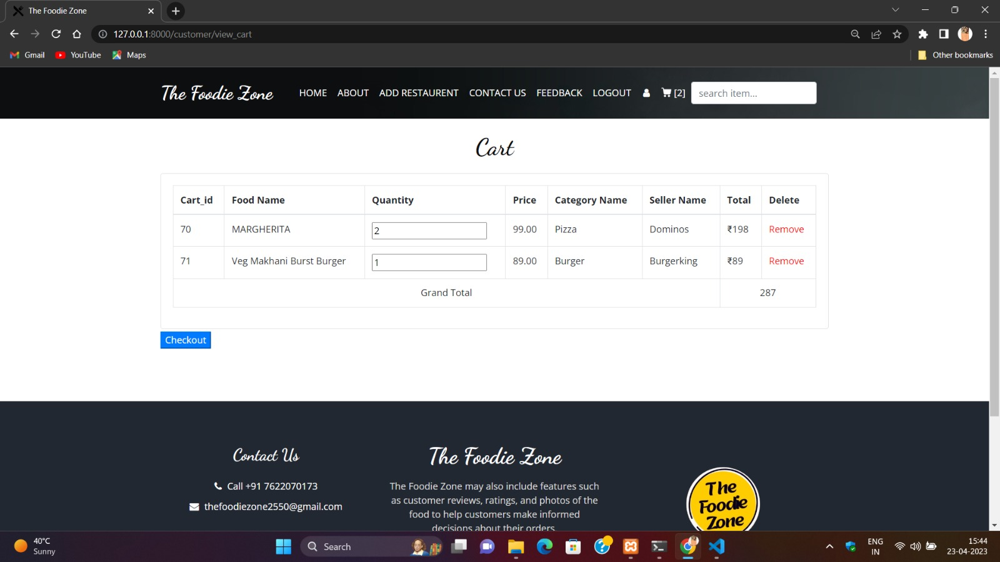 The Foodie Zone
127.0.0.1:8000/customer/view_cart
Gmail YouTube Maps Other bookmarks
The Foodie Zone HOME ABOUT ADD RESTAURENT CONTACT US FEEDBACK LOGOUT [2] search item...
Cart
Cart_id Food Name Quantity Price Category Name Seller Name Total Delete
70 MARGHERITA 2 99.00 Pizza Dominos ₹198 Remove
71 Veg Makhani Burst Burger 1 89.00 Burger Burgerking ₹89 Remove
Grand Total 287
Checkout
Contact Us
Call +91 7622070173
thefoodiezone2550@gmail.com
The Foodie Zone
The Foodie Zone may also include features such
as customer reviews, ratings, and photos of the
food to help customers make informed
decisions about their orders.
The
Foodie
Zone
40°C
Sunny
Search
ENG
IN
15:44
23-04-2023